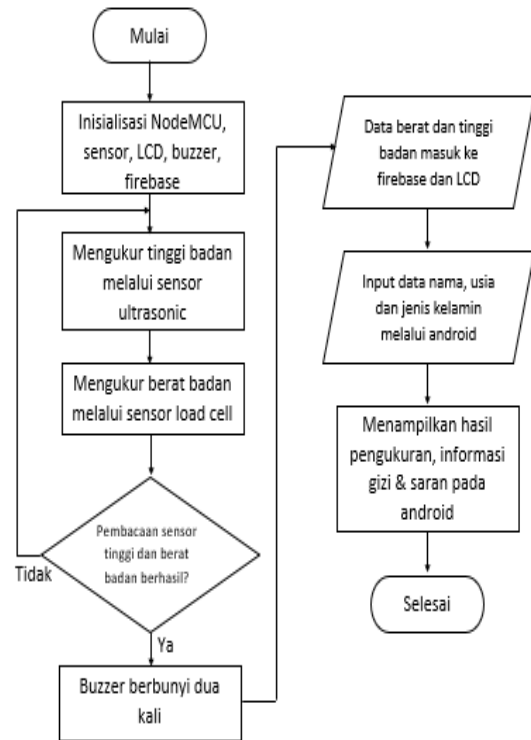 Mulai
Inisialisasi NodeMCU,
sensor, LCD, buzzer,
firebase
Mengukur tinggi badan
melalui sensor
ultrasonic
Mengukur berat badan
melalui sensor load cell
Pembacaan sensor
tinggi dan berat
badan berhasil?
Tidak
Ya
Buzzer berbunyi dua
kali
Data berat dan tinggi
badan masuk ke
firebase dan LCD
Input data nama, usia
dan jenis kelamin
melalui android
Menampilkan hasil
pengukuran, informasi
gizi & saran pada
android
Selesai